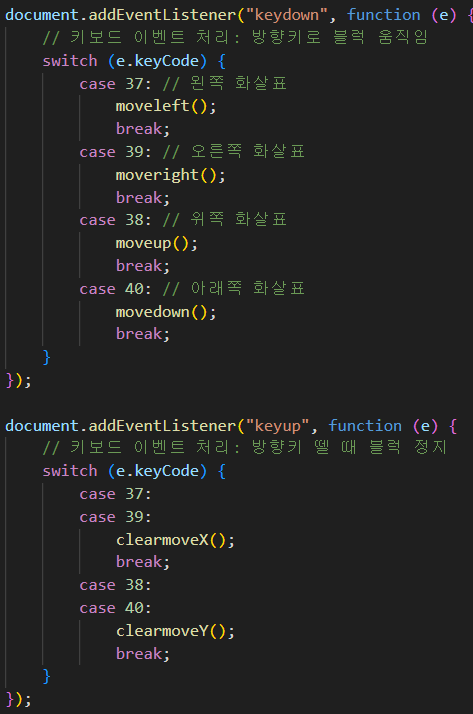 document.addEventListener("keydown", function (e) {
    // 키보드 이벤트 처리: 방향키로 블럭 움직임
    switch (e.keyCode) {
        case 37: // 왼쪽 화살표
            moveleft();
            break;
        case 39: // 오른쪽 화살표
            moveright();
            break;
        case 38: // 위쪽 화살표
            moveup();
            break;
        case 40: // 아래쪽 화살표
            movedown();
            break;
    }
});
document.addEventListener("keyup", function (e) {
    // 키보드 이벤트 처리: 방향키 뗄 때 블럭 정지
    switch (e.keyCode) {
        case 37:
        case 39:
            clearmoveX();
            break;
        case 38:
        case 40:
            clearmoveY();
            break;
    }
});